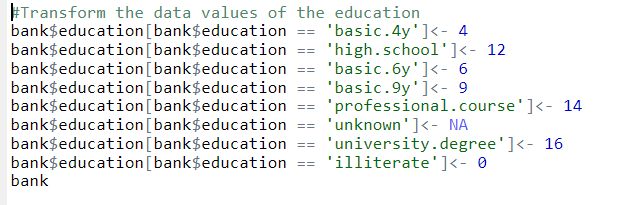 #Transform the data values of the education
bank$education[bank$education == 'basic.4y']<- 4
bank$education[bank$education == 'high.school']<- 12
bank$education[bank$education == 'basic.6y']<- 6
bank$education[bank$education == 'basic.9y']<- 9
bank$education[bank$education == 'professional.course']<- 14
bank$education[bank$education == 'unknown']<- NA
bank$education[bank$education == 'university.degree']<- 16
bank$education[bank$education == 'illiterate']<- 0
bank